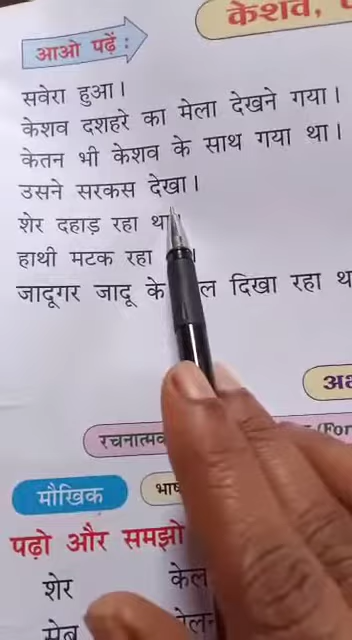 केशव,
आओ पढ़ें :
सवेरा हुआ।
केशव दशहरे का मेला देखने गया।
केतन भी केशव के साथ गया था।
उसने सरकस देखा।
शेर दहाड़ रहा
हाथी मटक रहा
जादूगर जादू के दिखा रहा
रचनात्मक
मौखिक
पढ़ो और समझो
शेर
सेब